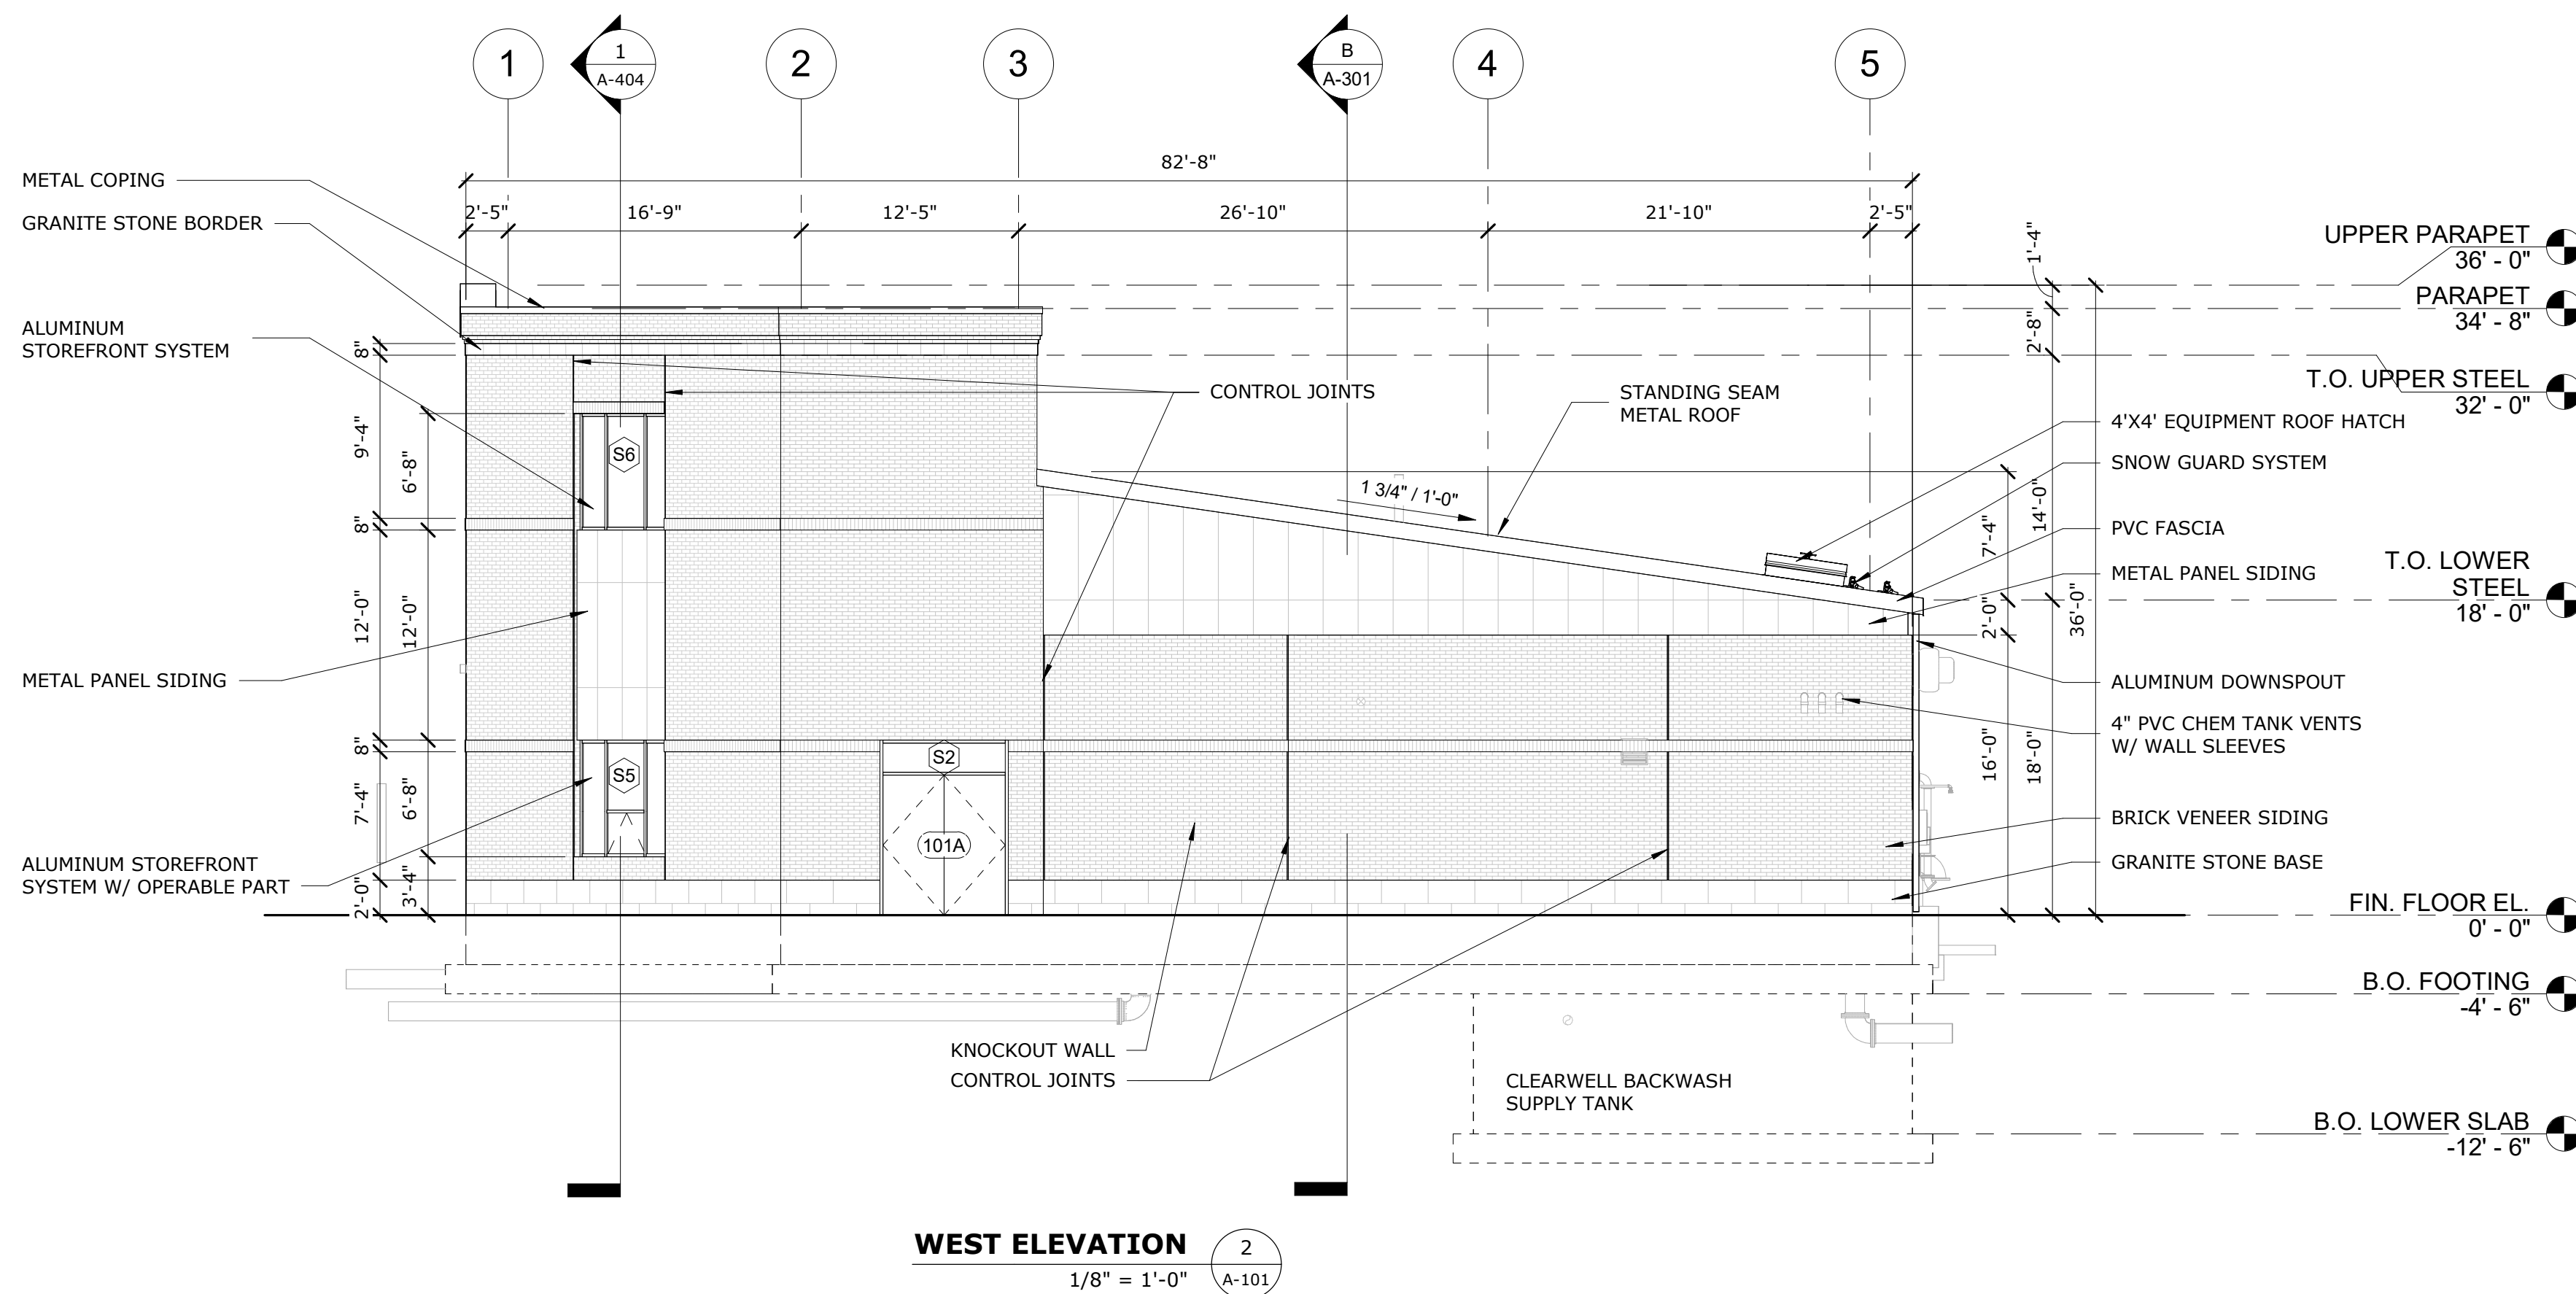 1
1
A-404
2
3
B
A-301
4
5
82'-8"
2'-5"
16'-9"
12'-5"
26'-10"
21'-10"
2'-5"
METAL COPING
GRANITE STONE BORDER
ALUMINUM
STOREFRONT SYSTEM
METAL PANEL SIDING
ALUMINUM STOREFRONT
SYSTEM W/ OPERABLE PART
8"
9'-4"
8"
12'-0"
8"
7'-4"
2'-0"
6'-8"
12'-0"
6'-8"
3'-4"
S6
S5
S2
101A
CONTROL JOINTS
STANDING SEAM
METAL ROOF
1 3/4" / 1'-0"
KNOCKOUT WALL
CONTROL JOINTS
CLEARWELL BACKWASH
SUPPLY TANK
7'-4"
2'-0"
16'-0"
1'-4"
2'-8"
14'-0"
18'-0"
36'-0"
UPPER PARAPET
36' - 0"
PARAPET
34' - 8"
T.O. UPPER STEEL
32' - 0"
4'X4' EQUIPMENT ROOF HATCH
SNOW GUARD SYSTEM
PVC FASCIA
METAL PANEL SIDING
T.O. LOWER
STEEL
18' - 0"
ALUMINUM DOWNSPOUT
4" PVC CHEM TANK VENTS
W/ WALL SLEEVES
BRICK VENEER SIDING
GRANITE STONE BASE
FIN. FLOOR EL.
0' - 0"
B.O. FOOTING
-4' - 6"
B.O. LOWER SLAB
-12' - 6"
WEST ELEVATION
1/8" = 1'-0"
2
A-101